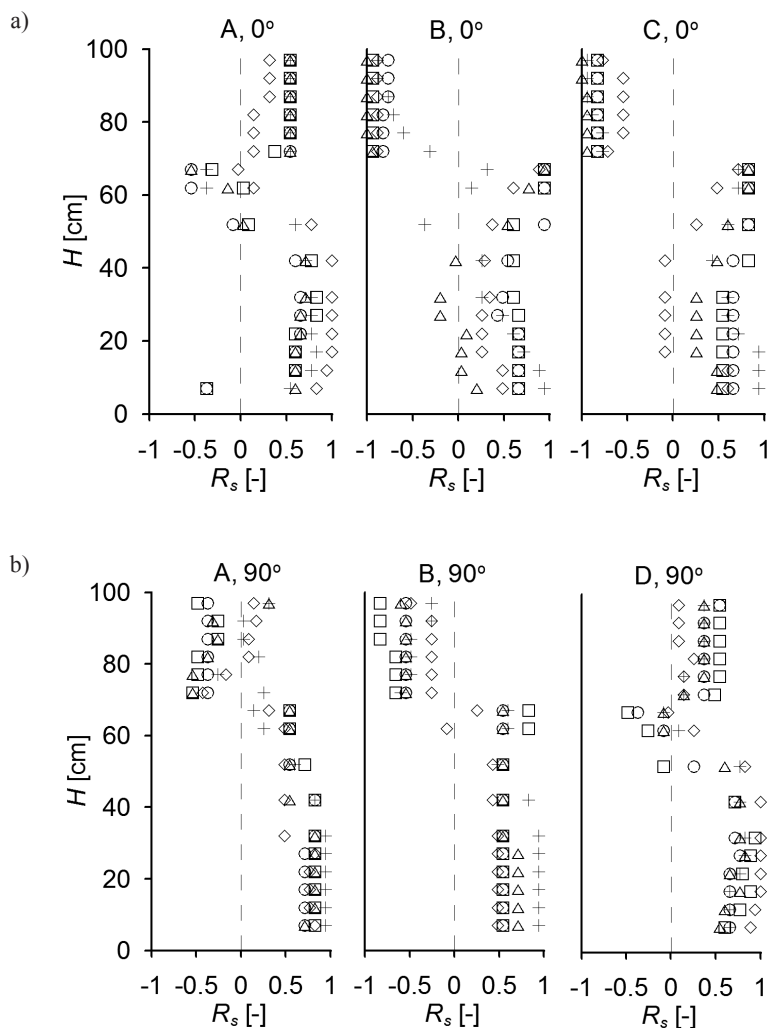 a)
A, 0°
B, 0°
C, 0°
100
80
60
40
20
0
H [cm]
-1 -0.5 0 0.5 1
-1 -0.5 0 0.5 1
-1 -0.5 0 0.5 1
Rs [-]
Rs [-]
Rs [-]
b)
A, 90°
B, 90°
D, 90°
100
80
60
40
20
0
H [cm]
-1 -0.5 0 0.5 1
-1 -0.5 0 0.5 1
-1 -0.5 0 0.5 1
Rs [-]
Rs [-]
Rs [-]